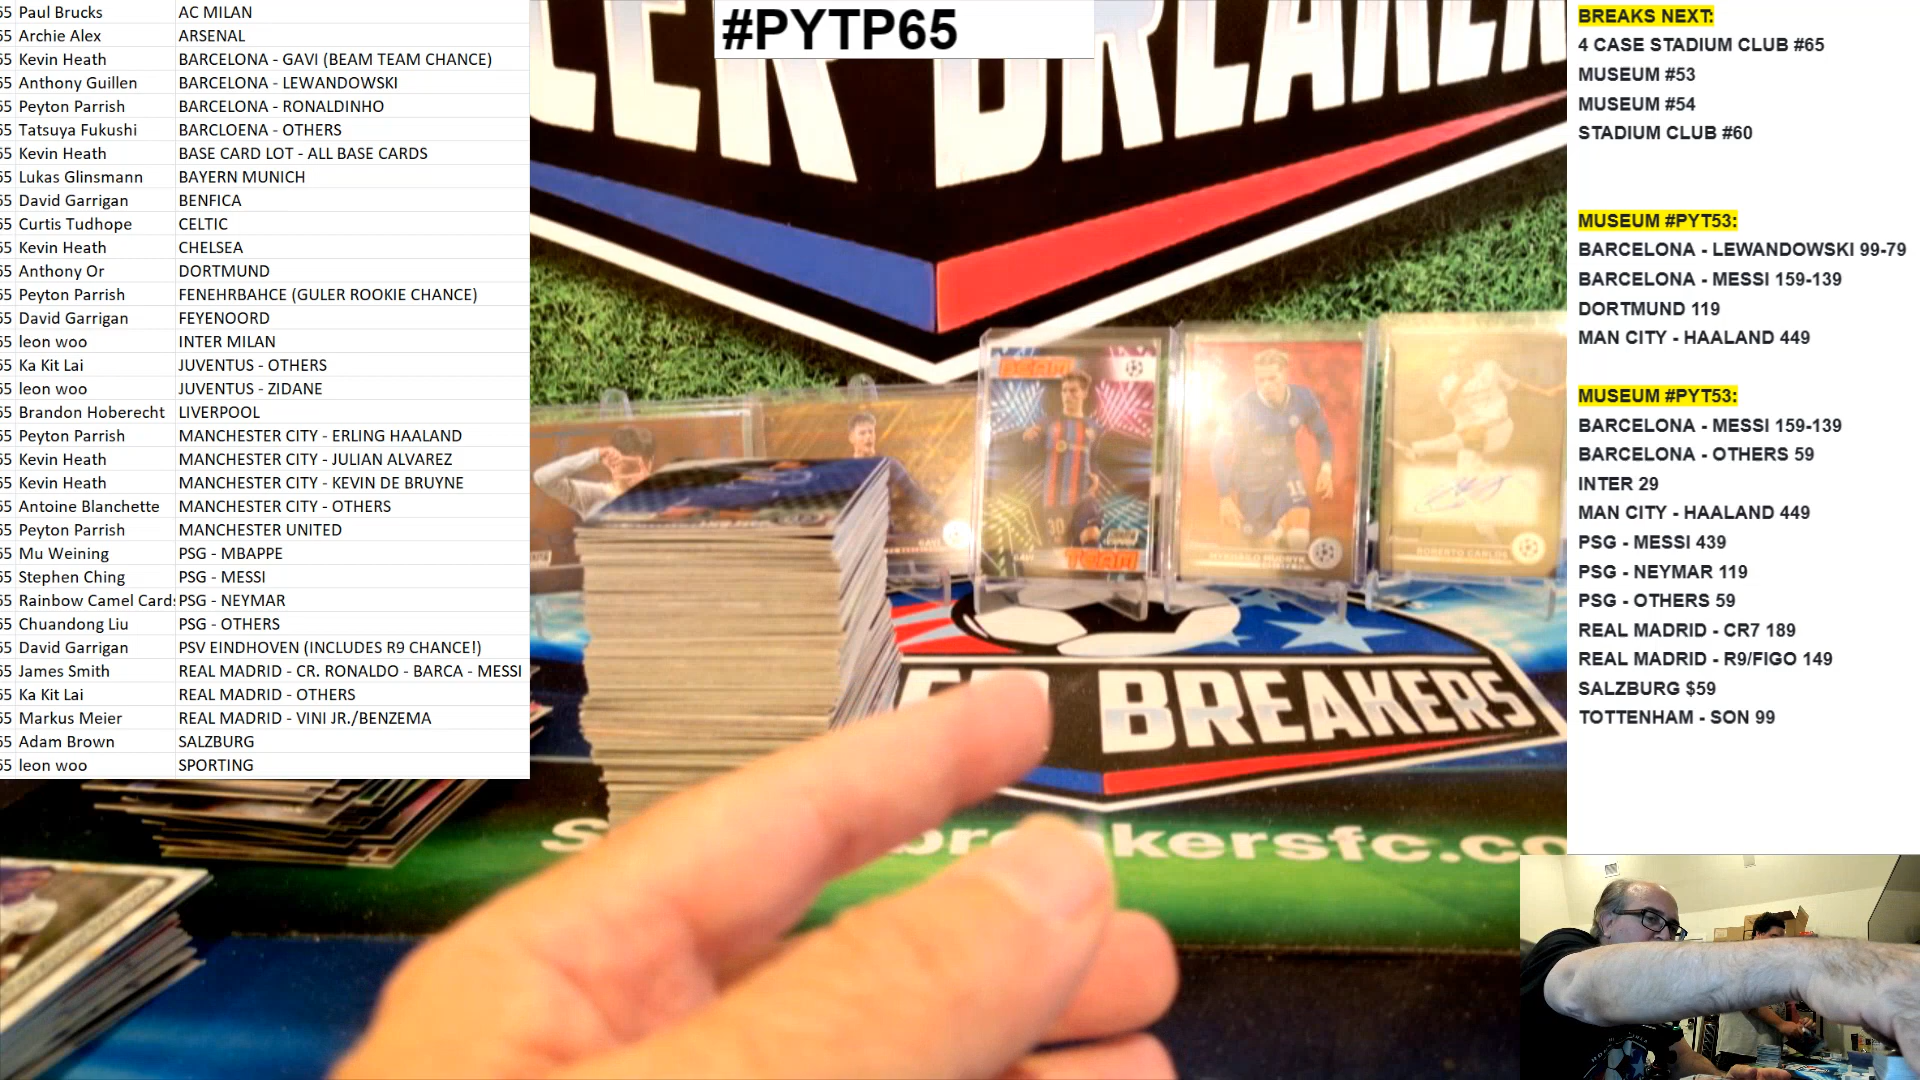 65 Paul Brucks AC MILAN
65 Archie Alex ARSENAL
65 Kevin Heath BARCELONA - GAVI (BEAM TEAM CHANCE)
65 Anthony Guillen BARCELONA - LEWANDOWSKI
65 Peyton Parrish BARCELONA - RONALDINHO
65 Tatsuya Fukushi BARCLOENA - OTHERS
65 Kevin Heath BASE CARD LOT - ALL BASE CARDS
65 Lukas Glinsmann BAYERN MUNICH
65 David Garrigan BENFICA
65 Curtis Tudhope CELTIC
65 Kevin Heath CHELSEA
65 Anthony Or DORTMUND
65 Peyton Parrish FENEHRBAHCE (GULER ROOKIE CHANCE)
65 David Garrigan FEYENOORD
65 leon woo INTER MILAN
65 Ka Kit Lai JUVENTUS - OTHERS
65 leon woo JUVENTUS - ZIDANE
65 Brandon Hoberecht LIVERPOOL
65 Peyton Parrish MANCHESTER CITY - ERLING HAALAND
65 Kevin Heath MANCHESTER CITY - JULIAN ALVAREZ
65 Kevin Heath MANCHESTER CITY - KEVIN DE BRUYNE
65 Antoine Blanchette MANCHESTER CITY - OTHERS
65 Peyton Parrish MANCHESTER UNITED
65 Mu Weining PSG - MBAPPE
65 Stephen Ching PSG - MESSI
65 Rainbow Camel Cards PSG - NEYMAR
65 Chuandong Liu PSG - OTHERS
65 David Garrigan PSV EINDHOVEN (INCLUDES R9 CHANCE!)
65 James Smith REAL MADRID - CR. RONALDO - BARCA - MESSI
65 Ka Kit Lai REAL MADRID - OTHERS
65 Markus Meier REAL MADRID - VINI JR./BENZEMA
65 Adam Brown SALZBURG
65 leon woo SPORTING
#PYTP65
CER BREAKER
ROBERTO CARLOS
BREAKERS
breakersfc.co
BREAKS NEXT:
4 CASE STADIUM CLUB #65
MUSEUM #53
MUSEUM #54
STADIUM CLUB #60
MUSEUM #PYT53:
BARCELONA - LEWANDOWSKI 99-79
BARCELONA - MESSI 159-139
DORTMUND 119
MAN CITY - HAALAND 449
MUSEUM #PYT53:
BARCELONA - MESSI 159-139
BARCELONA - OTHERS 59
INTER 29
MAN CITY - HAALAND 449
PSG - MESSI 439
PSG - NEYMAR 119
PSG - OTHERS 59
REAL MADRID - CR7 189
REAL MADRID - R9/FIGO 149
SALZBURG $59
TOTTENHAM - SON 99